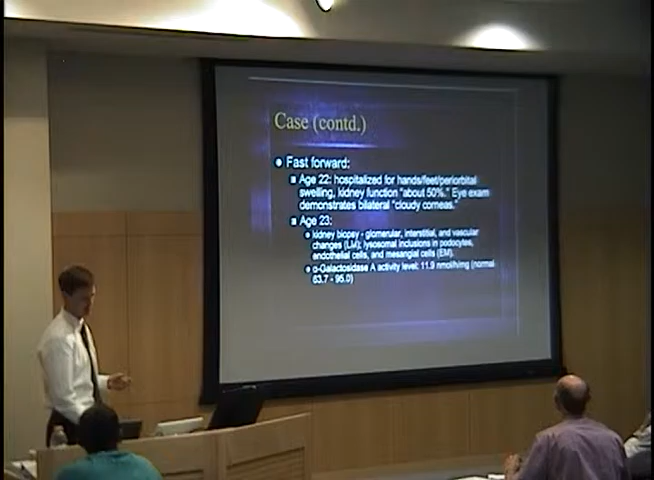 Case (contd.)
Fast forward:
Age 22: hospitalized for hands/feet/periorbital
swelling, kidney function "about 50%." Eye exam
demonstrates bilateral "cloudy corneas."
Age 23:
kidney biopsy - glomerular, interstitial, and vascular
changes (LM); lysosomal inclusions in podocytes,
endothelial cells, and mesangial cells (EM).
α-Galactosidase A activity level: 11.9 nmol/h/mg (normal
63.7 - 95.0)